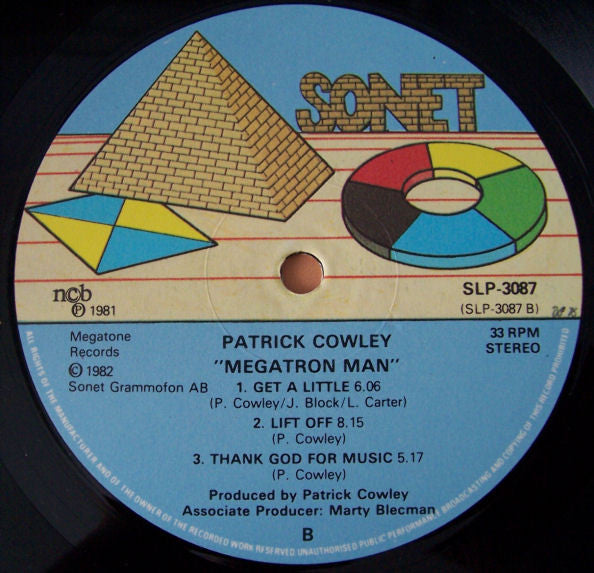 SONET
ncb
SLP-3087
℗ 1981
(SLP-3087 B)
Megatone
Records
© 1982
Sonet Grammofon AB
33 RPM
STEREO
PATRICK COWLEY
"MEGATRON MAN"
1. GET A LITTLE 6.06
(P. Cowley/J. Block/L. Carter)
2. LIFT OFF 8.15
(P. Cowley)
3. THANK GOD FOR MUSIC 5.17
(P. Cowley)
Produced by Patrick Cowley
Associate Producer: Marty Blecman
B
ALL RIGHTS OF THE MANUFACTURER AND OF THE OWNER OF THE RECORDED WORK RESERVED UNAUTHORISED PUBLIC PERFORMANCE BROADCASTING AND COPYING OF THIS RECORD PROHIBITED